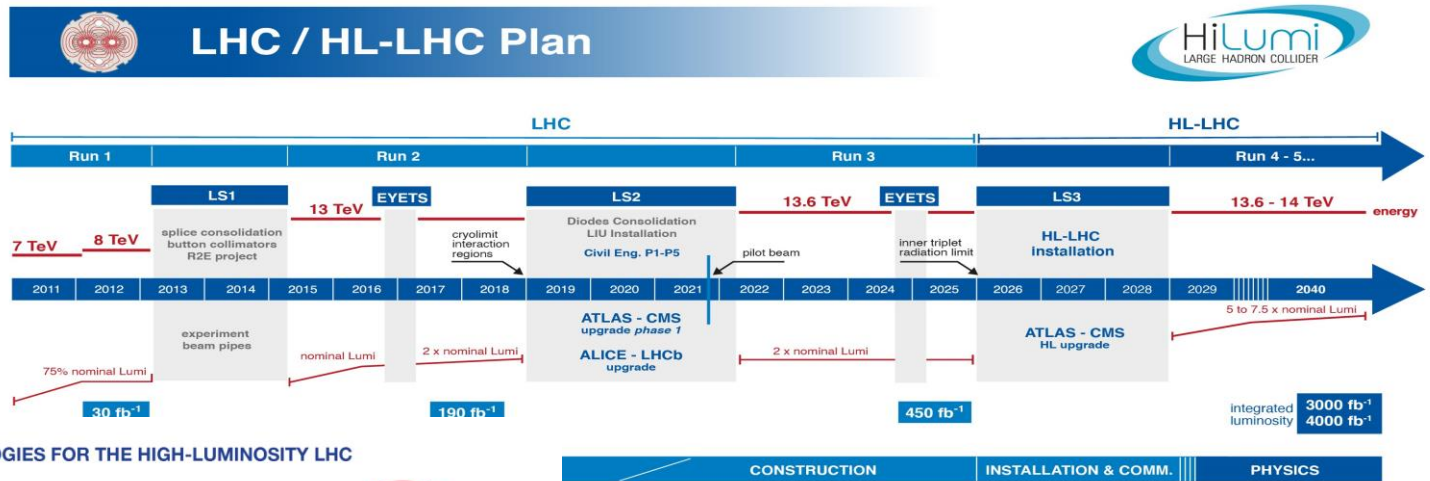 LHC / HL-LHC Plan
HiLumi
LARGE HADRON COLLIDER
LHC
HL-LHC
Run 1
Run 2
Run 3
Run 4 - 5...
LS1
EYETS
LS2
EYETS
LS3
7 TeV
8 TeV
13 TeV
13.6 TeV
13.6 - 14 TeV
energy
splice consolidation
button collimators
R2E project
cryolimit
interaction
regions
Diodes Consolidation
LIU Installation
Civil Eng. P1-P5
pilot beam
inner triplet
radiation limit
HL-LHC
installation
2011 2012 2013 2014 2015 2016 2017 2018 2019 2020 2021 2022 2023 2024 2025 2026 2027 2028 2029 2040
experiment
beam pipes
75% nominal Lumi
nominal Lumi
2 x nominal Lumi
ATLAS - CMS
upgrade phase 1
ALICE - LHCb
upgrade
2 x nominal Lumi
ATLAS - CMS
HL upgrade
5 to 7.5 x nominal Lumi
30 fb⁻¹
190 fb⁻¹
450 fb⁻¹
integrated
luminosity
3000 fb⁻¹
4000 fb⁻¹
GIES FOR THE HIGH-LUMINOSITY LHC
CONSTRUCTION
INSTALLATION & COMM.
PHYSICS